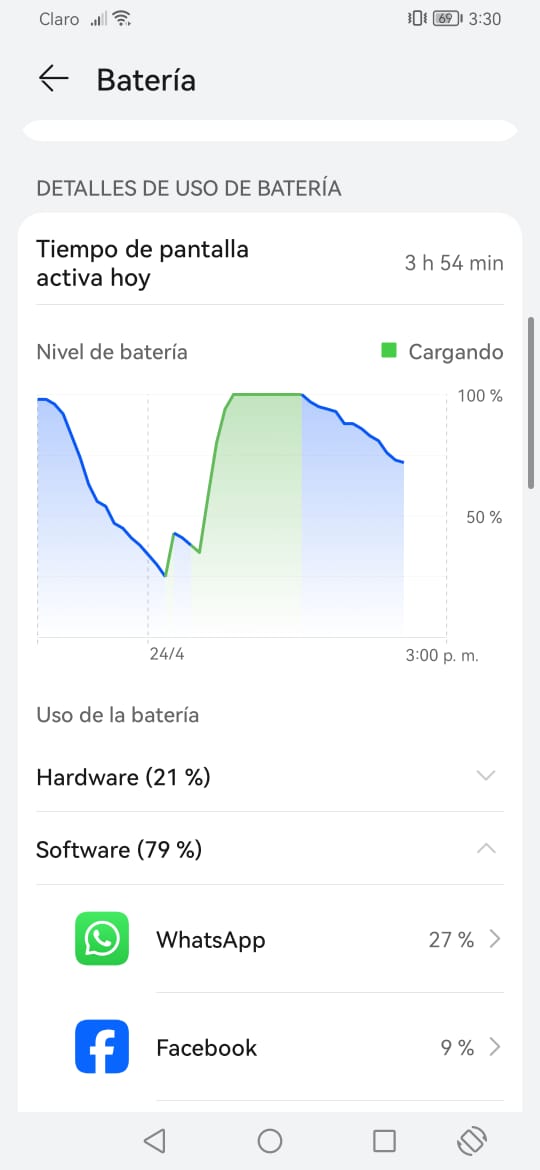 Claro 69 3:30
Batería
DETALLES DE USO DE BATERÍA
Tiempo de pantalla
activa hoy
3 h 54 min
Nivel de batería
Cargando
100 %
50 %
24/4
3:00 p. m.
Uso de la batería
Hardware (21 %)
Software (79 %)
WhatsApp 27 %
Facebook 9 %